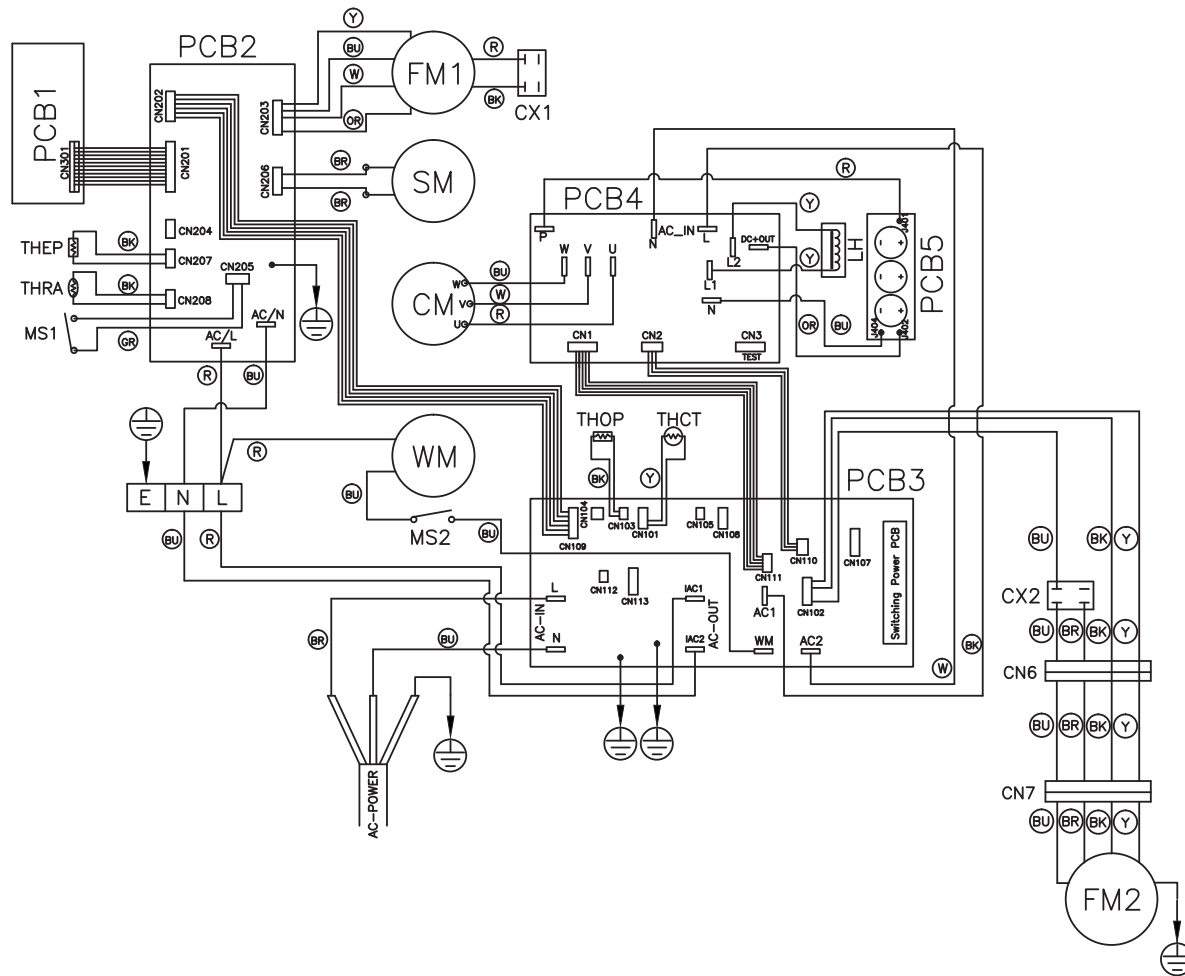 PCB1
CN301
PCB2
CN202
CN201
CN203
CN206
CN204
CN207
CN208
CN205
AC/N
AC/L
Y
BU
W
OR
FM1
R
BK
CX1
BR
BR
SM
THEP
BK
THRA
BK
MS1
GR
R
BU
CM
W
V
U
BU
W
R
PCB4
P
W
V
U
N
AC_IN
L
L2
DC+OUT
L1
N
CN1
CN2
CN3
TEST
R
Y
Y
OR
BU
LH
PCB5
J401
J404
J402
- +
- +
- +
E N L
R
WM
BU
MS2
BU
BU
R
THOP
THCT
BK
Y
PCB3
CN104
CN109
CN103
CN101
CN105
CN108
CN110
CN111
CN107
CN112
CN113
CN102
Switching Power PCB
L
AC-IN
N
IAC1
AC-OUT
IAC2
AC1
WM
AC2
W
BK
BR
BU
AC-POWER
BU
BK
Y
CX2
BU BR BK Y
CN6
BU BR BK Y
CN7
BU BR BK Y
FM2